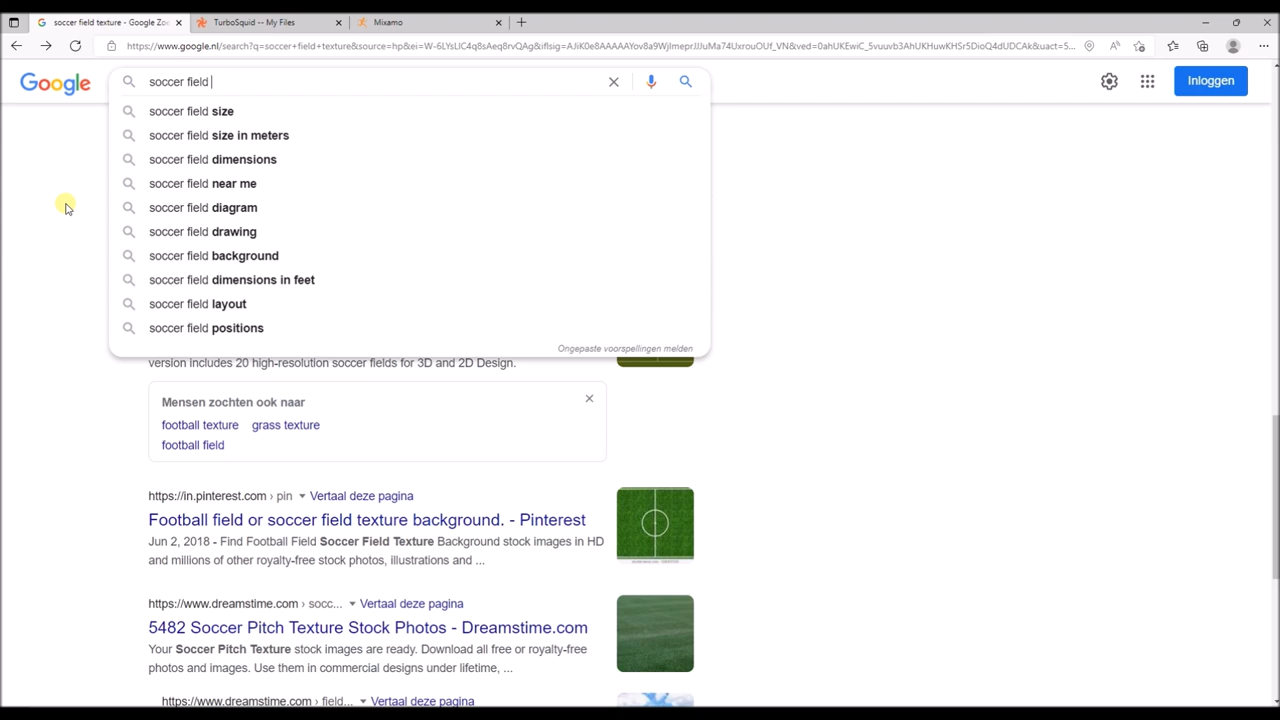 soccer field texture - Google Zoe
TurboSquid -- My Files
Mixamo
Google
soccer field
Inloggen
soccer field size
soccer field size in meters
soccer field dimensions
soccer field near me
soccer field diagram
soccer field drawing
soccer field background
soccer field dimensions in feet
soccer field layout
soccer field positions
Ongepaste voorspellingen melden
version includes 20 high-resolution soccer fields for 3D and 2D Design.
Mensen zochten ook naar
football texture grass texture
football field
https://in.pinterest.com › pin Vertaal deze pagina
Football field or soccer field texture background. - Pinterest
Jun 2, 2018 - Find Football Field Soccer Field Texture Background stock images in HD
and millions of other royalty-free stock photos, illustrations and ...
https://www.dreamstime.com › socc... Vertaal deze pagina
5482 Soccer Pitch Texture Stock Photos - Dreamstime.com
Your Soccer Pitch Texture stock images are ready. Download all free or royalty-free
photos and images. Use them in commercial designs under lifetime, ...
https://www.dreamstime.com › field... Vertaal deze pagina